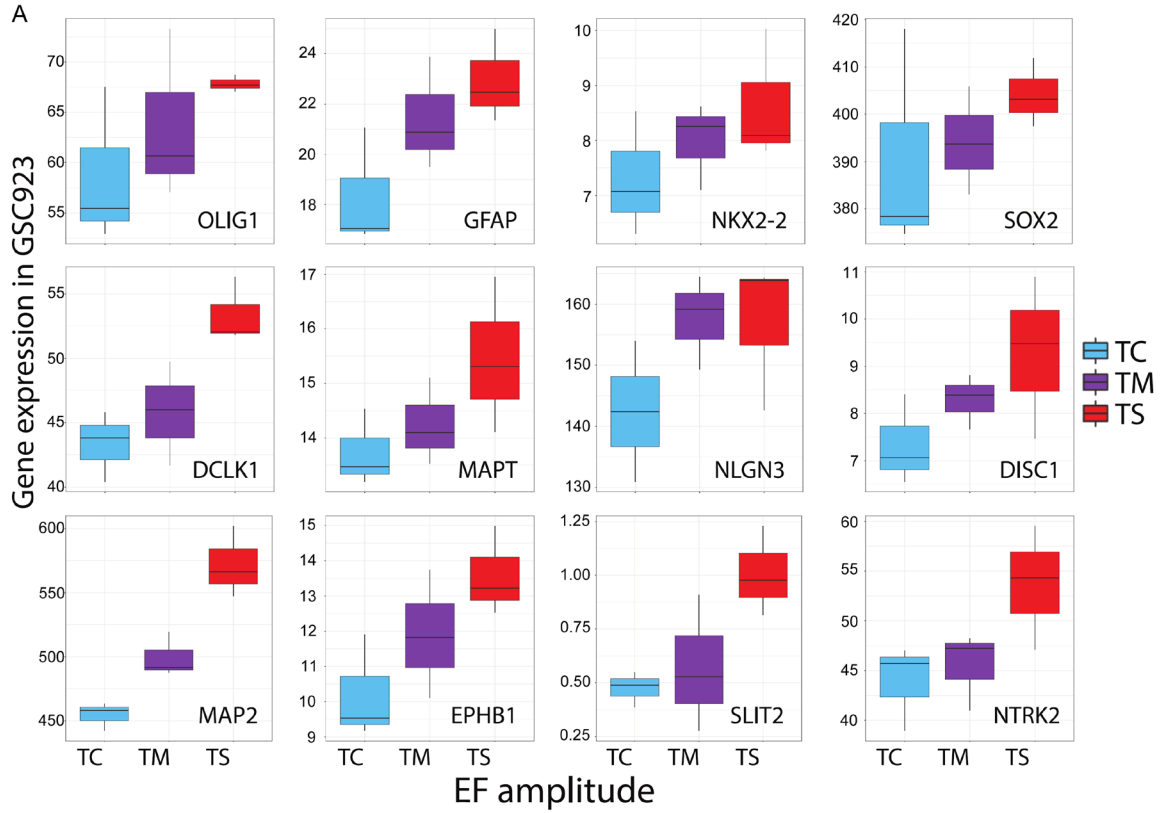 A
Gene expression in GSC923
70
65
60
55
OLIG1
24
22
20
18
GFAP
10
9
8
7
NKX2-2
420
410
400
390
380
SOX2
55
50
45
40
DCLK1
17
16
15
14
MAPT
160
150
140
130
NLGN3
11
10
9
8
7
DISC1
TC
TM
TS
600
550
500
450
MAP2
15
14
13
12
11
10
9
EPHB1
1.25
1.00
0.75
0.50
0.25
SLIT2
60
55
50
45
40
NTRK2
TC TM TS TC TM TS TC TM TS TC TM TS
EF amplitude